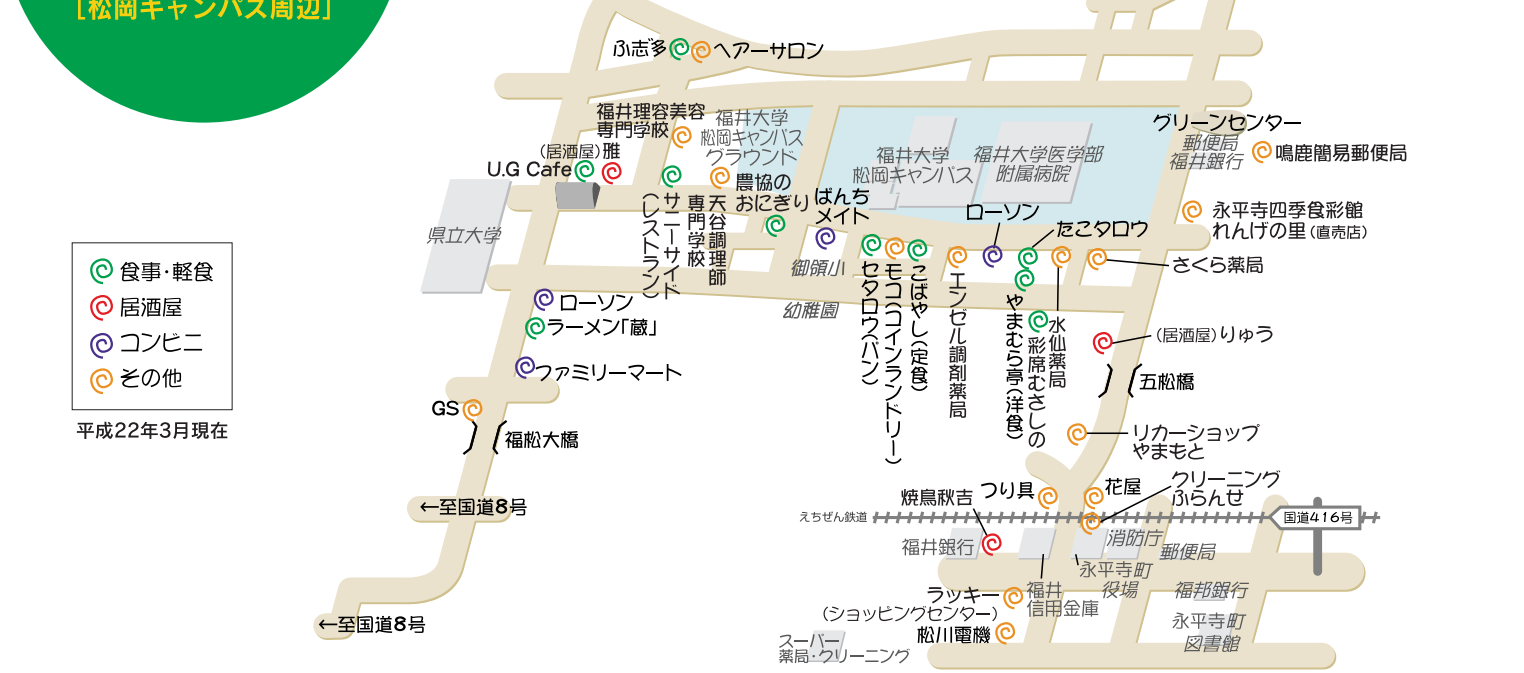 [松岡キャンパス周辺]
ふ志多
ヘアーサロン
福井理容美容
専門学校
福井大学
松岡キャンパス
グラウンド
(居酒屋)雅
U.G Cafe
県立大学
サニーサイド
(レストラン)
天谷調理師
専門学校
農協の
おにぎり
ばんち
メイト
御領小
幼稚園
福井大学
松岡キャンパス
福井大学医学部
附属病院
グリーンセンター
郵便局
福井銀行
鳴鹿簡易郵便局
永平寺四季食彩館
れんげの里(直売店)
ローソン
たこタロウ
さくら薬局
セタロウ(パン)
モコ(コインランドリー)
こばやし(定食)
エンゼル調剤薬局
やまむら亭(洋食)
彩席むさしの
水仙薬局
(居酒屋)りゅう
五松橋
食事・軽食
居酒屋
コンビニ
その他
平成22年3月現在
ローソン
ラーメン「蔵」
ファミリーマート
GS
福松大橋
←至国道8号
←至国道8号
リカーショップ
やまもと
クリーニング
ふらんせ
焼鳥秋吉
つり具
花屋
えちぜん鉄道
国道416号
福井銀行
消防庁
郵便局
永平寺町
役場
福井
信用金庫
福邦銀行
ラッキー
(ショッピングセンター)
松川電機
永平寺町
図書館
スーパー
薬局・クリーニング